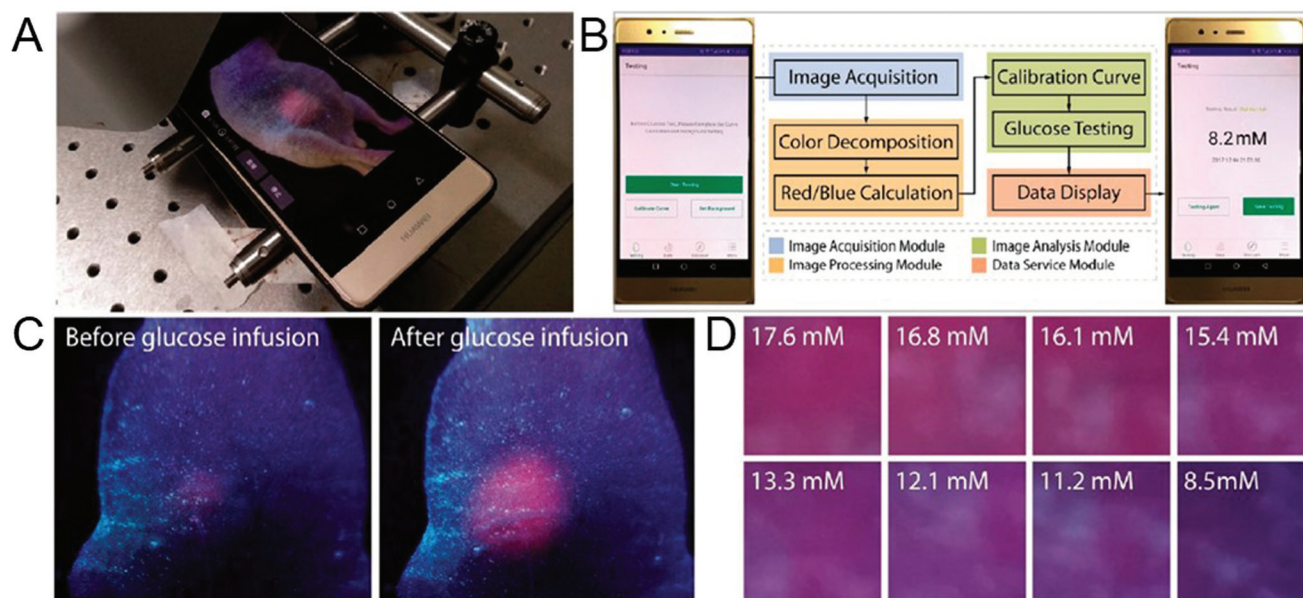 A
HUAWEI
B
Testing
Start Testing
Calibrate Curve
Set Background
HUAWEI
Image Acquisition
Color Decomposition
Red/Blue Calculation
Calibration Curve
Glucose Testing
Data Display
Image Acquisition Module
Image Processing Module
Image Analysis Module
Data Service Module
Testing
8.2 mM
Testing Again
Save Testing
HUAWEI
C
Before glucose infusion
After glucose infusion
D
17.6 mM
16.8 mM
16.1 mM
15.4 mM
13.3 mM
12.1 mM
11.2 mM
8.5mM